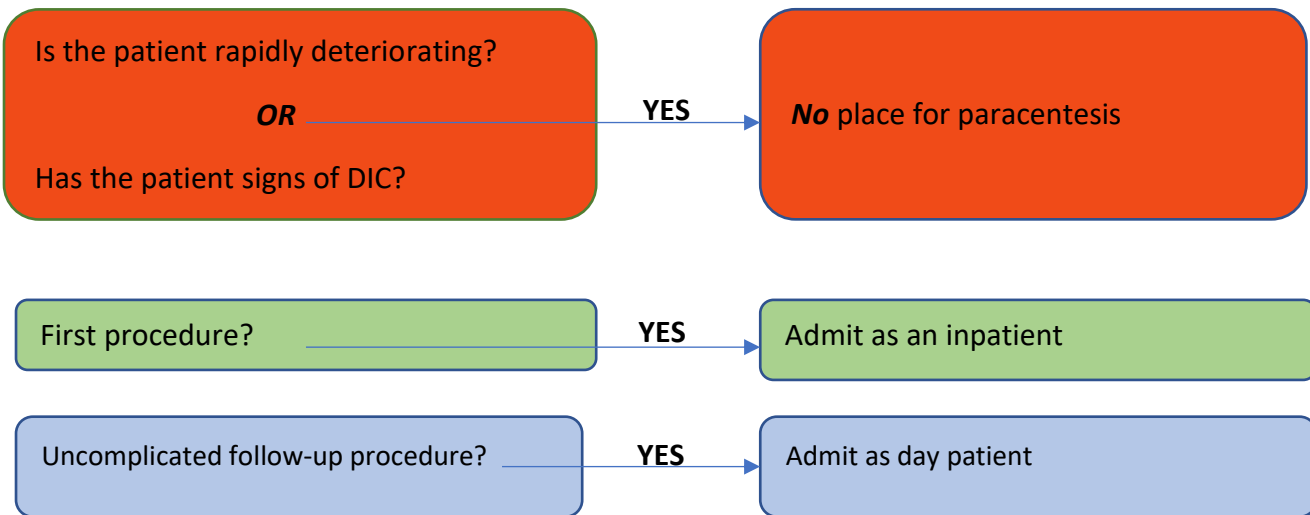 Is the patient rapidly deteriorating?
OR
YES
No place for paracentesis
Has the patient signs of DIC?
First procedure?
YES
Admit as an inpatient
Uncomplicated follow-up procedure?
YES
Admit as day patient